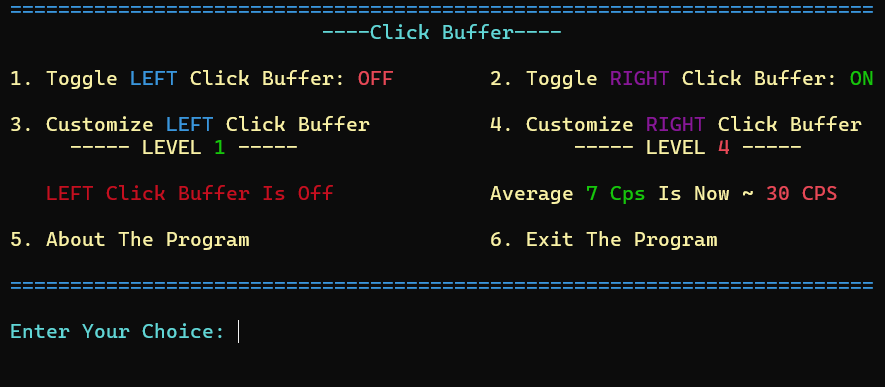 ========================================================================
----Click Buffer----
1. Toggle LEFT Click Buffer: OFF 2. Toggle RIGHT Click Buffer: ON
3. Customize LEFT Click Buffer 4. Customize RIGHT Click Buffer
----- LEVEL 1 ----- ----- LEVEL 4 -----
LEFT Click Buffer Is Off Average 7 Cps Is Now ~ 30 CPS
5. About The Program 6. Exit The Program
========================================================================
Enter Your Choice: